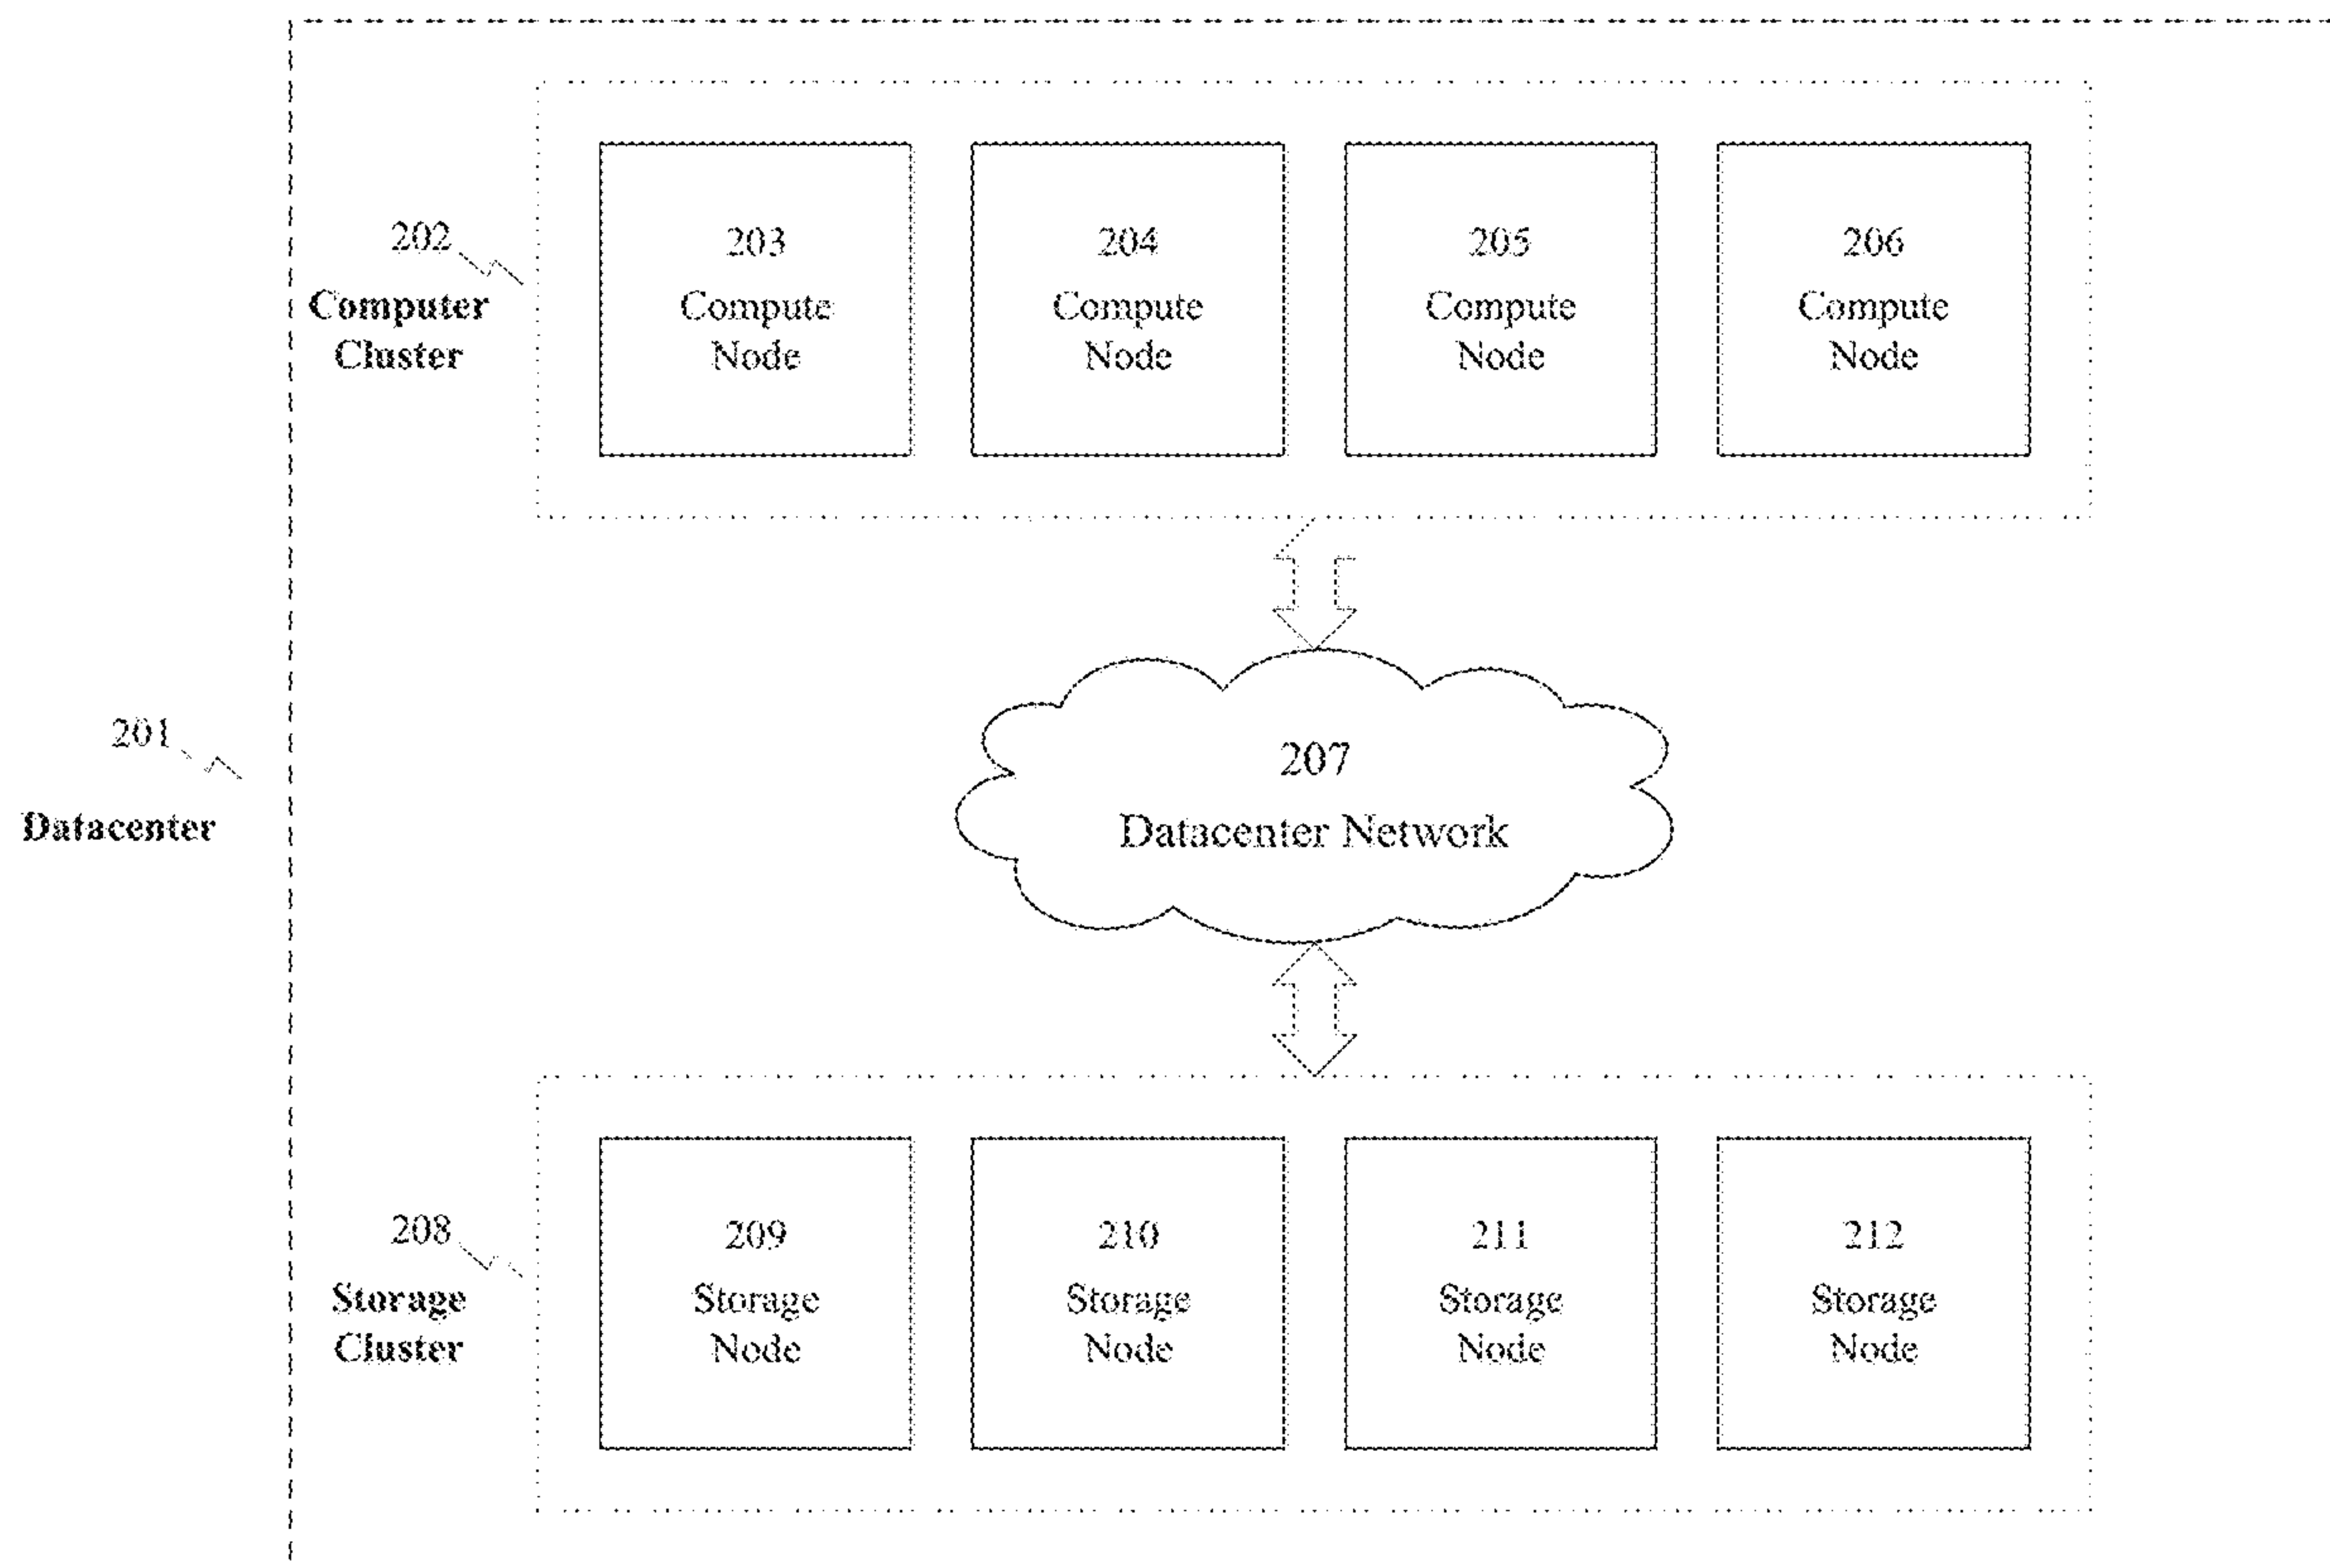 202
Computer
Cluster
203
Compute
Node
204
Compute
Node
205
Compute
Node
206
Compute
Node
201
Datacenter
207
Datacenter Network
208
Storage
Cluster
209
Storage
Node
210
Storage
Node
211
Storage
Node
212
Storage
Node